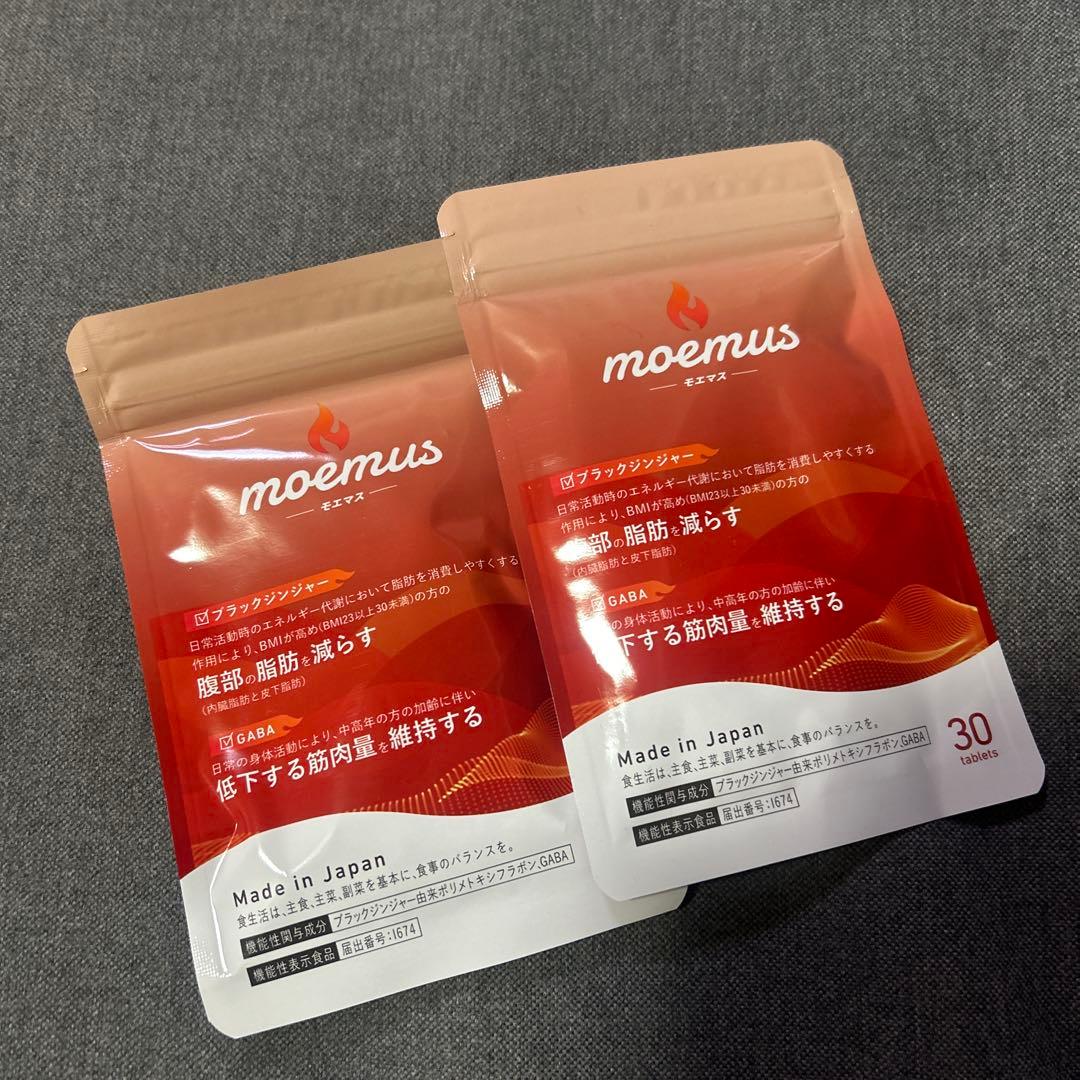 moemus
モエマス
ブラックジンジャー
日常活動時のエネルギー代謝において脂肪を消費しやすくする
作用により、BMIが高め(BMI23以上30未満)の方の
腹部の脂肪を減らす
(内臓脂肪と皮下脂肪)
GABA
日常の身体活動により、中高年の方の加齢に伴い
低下する筋肉量を維持する
Made in Japan
食生活は、主食、主菜、副菜を基本に、食事のバランスを。
機能性関与成分 ブラックジンジャー由来ポリメトキシフラボン、GABA
機能性表示食品 届出番号:I674
moemus
モエマス
ブラックジンジャー
日常活動時のエネルギー代謝において脂肪を消費しやすくする
作用により、BMIが高め(BMI23以上30未満)の方の
腹部の脂肪を減らす
(内臓脂肪と皮下脂肪)
GABA
の身体活動により、中高年の方の加齢に伴い
下する筋肉量を維持する
Made in Japan
食生活は、主食、主菜、副菜を基本に、食事のバランスを。
機能性関与成分 ブラックジンジャー由来ポリメトキシフラボン、GABA
機能性表示食品 届出番号:I674
30
tablets